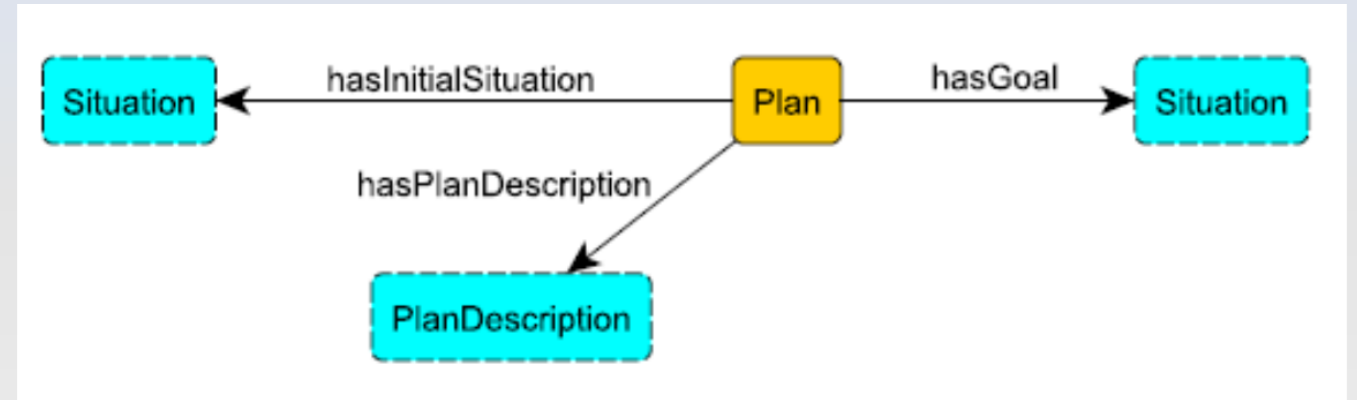 hasInitialSituation
hasGoal
Situation
Plan
Situation
hasPlanDescription
PlanDescription